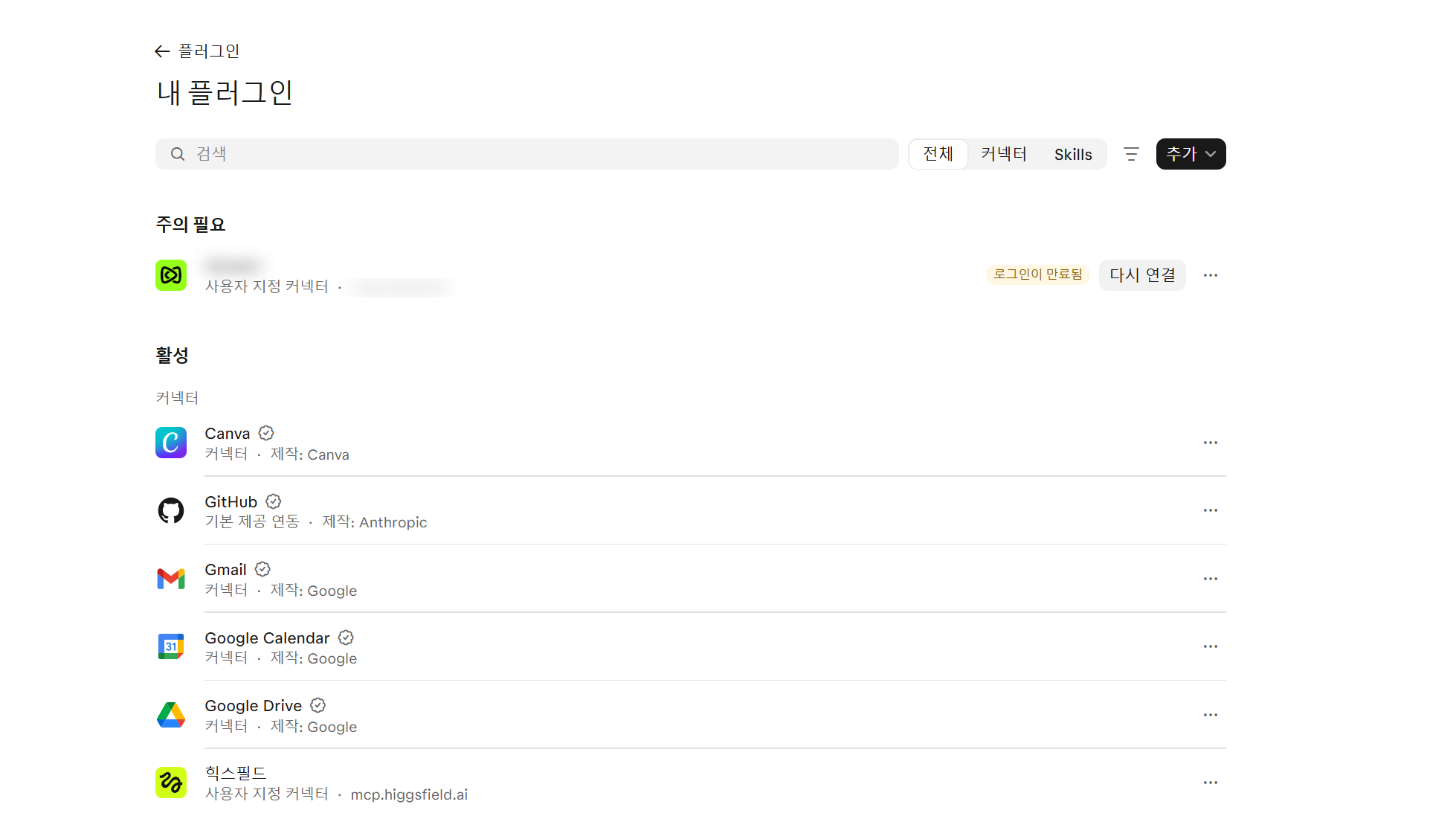 플러그인
내 플러그인
검색
전체 커넥터 Skills 추가
주의 필요
사용자 지정 커넥터 ·
로그인이 만료됨 다시 연결
활성
커넥터
Canva
커넥터 · 제작: Canva
GitHub
기본 제공 연동 · 제작: Anthropic
Gmail
커넥터 · 제작: Google
31
Google Calendar
커넥터 · 제작: Google
Google Drive
커넥터 · 제작: Google
힉스필드
사용자 지정 커넥터 · mcp.higgsfield.ai